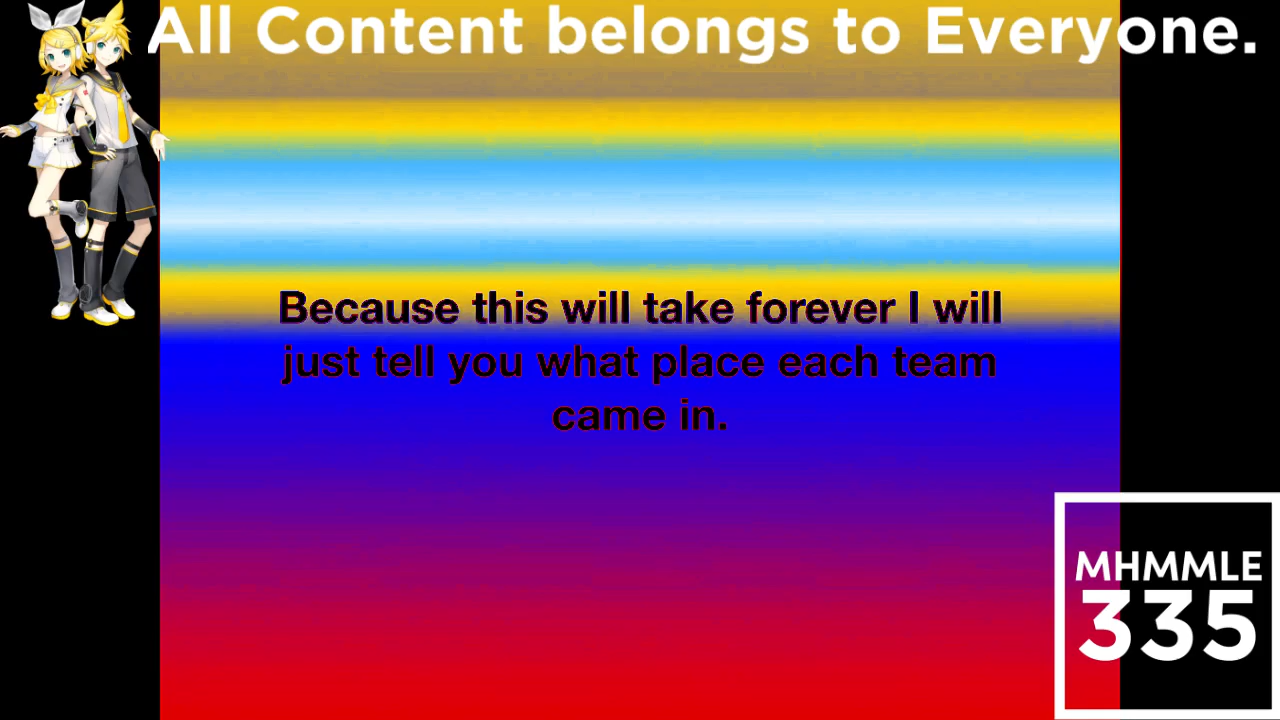 All Content belongs to Everyone.
Because this will take forever I will
just tell you what place each team
came in.
MHMMLE
335